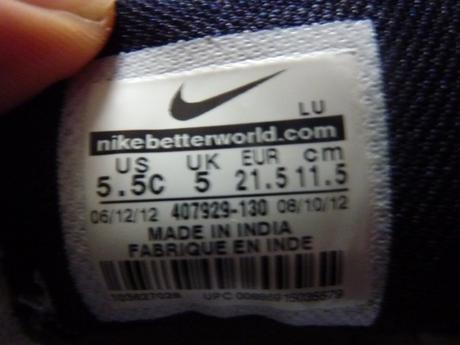 LU
nikebetterworld.com
US UK EUR cm
5.5C 5 21.5 11.5
06/12/12 407929-130 08/10/12
MADE IN INDIA
FABRIQUE EN INDE
UPC